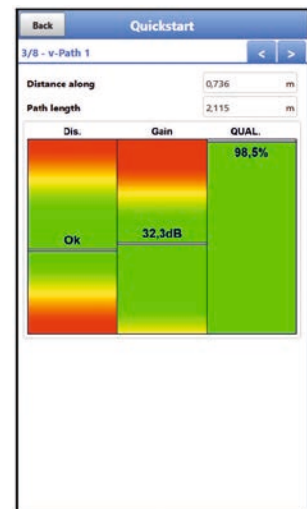 Back Quickstart
3/8 - v-Path 1 < >
Distance along 0,736 m
Path length 2,115 m
Dis. Gain QUAL.
98,5%
Ok 32,3dB